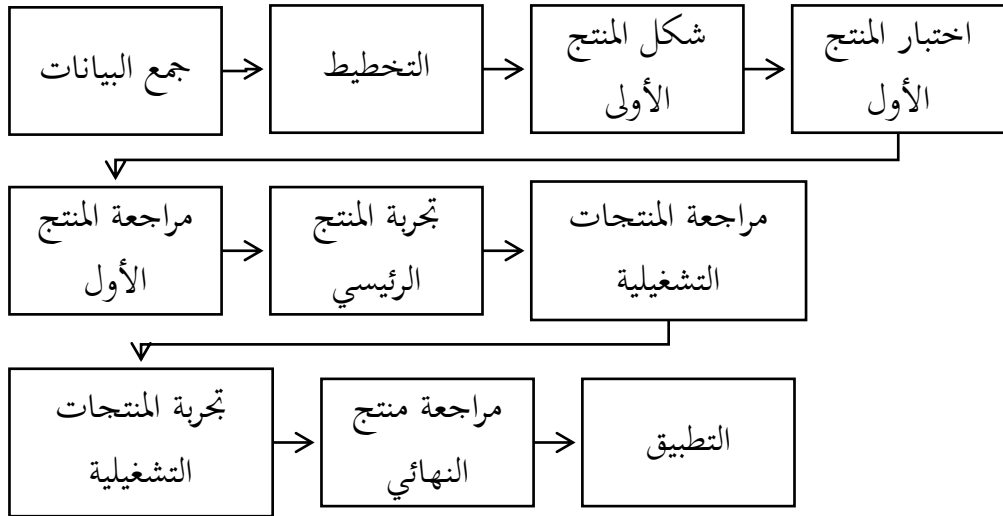 جمع البيانات
التخطيط
شكل المنتج
الأولى
اختبار المنتج
الأول
مراجعة المنتج
الأول
تجربة المنتج
الرئيسي
مراجعة المنتجات
التشغيلية
تجربة المنتجات
التشغيلية
مراجعة منتج
النهائي
التطبيق